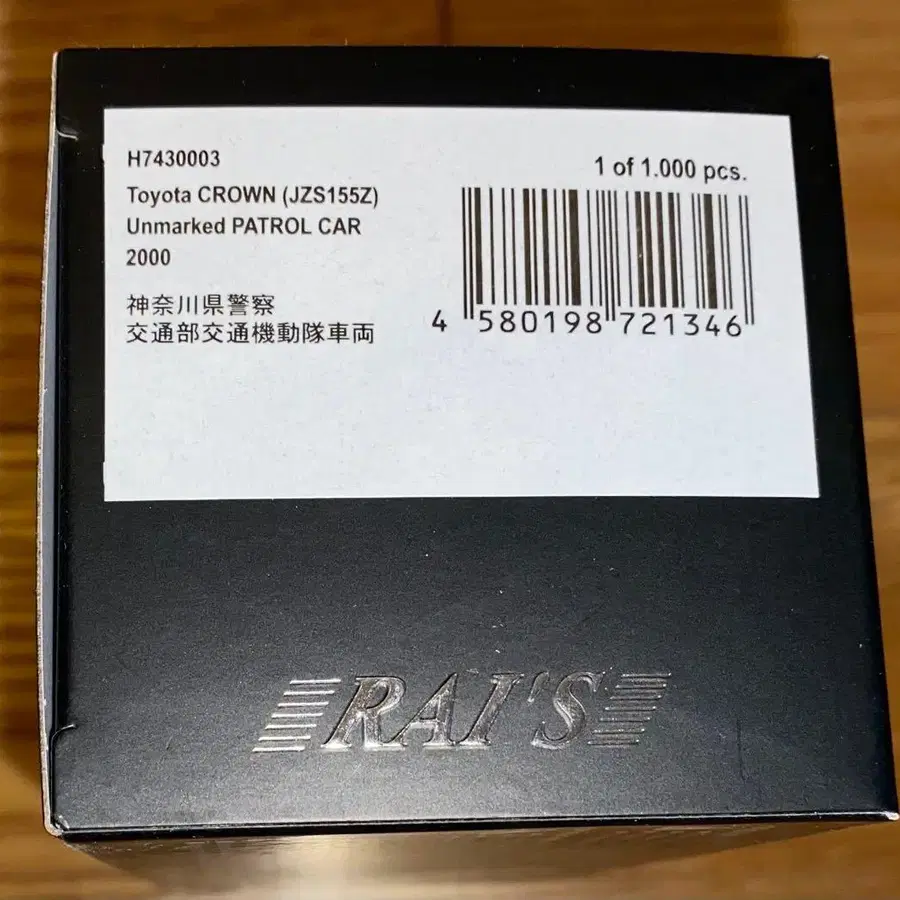 H7430003
1 of 1.000 pcs.
Toyota CROWN (JZS155Z)
Unmarked PATROL CAR
2000
神奈川県警察
交通部交通機動隊車両
4 580198 721346
RAI'S